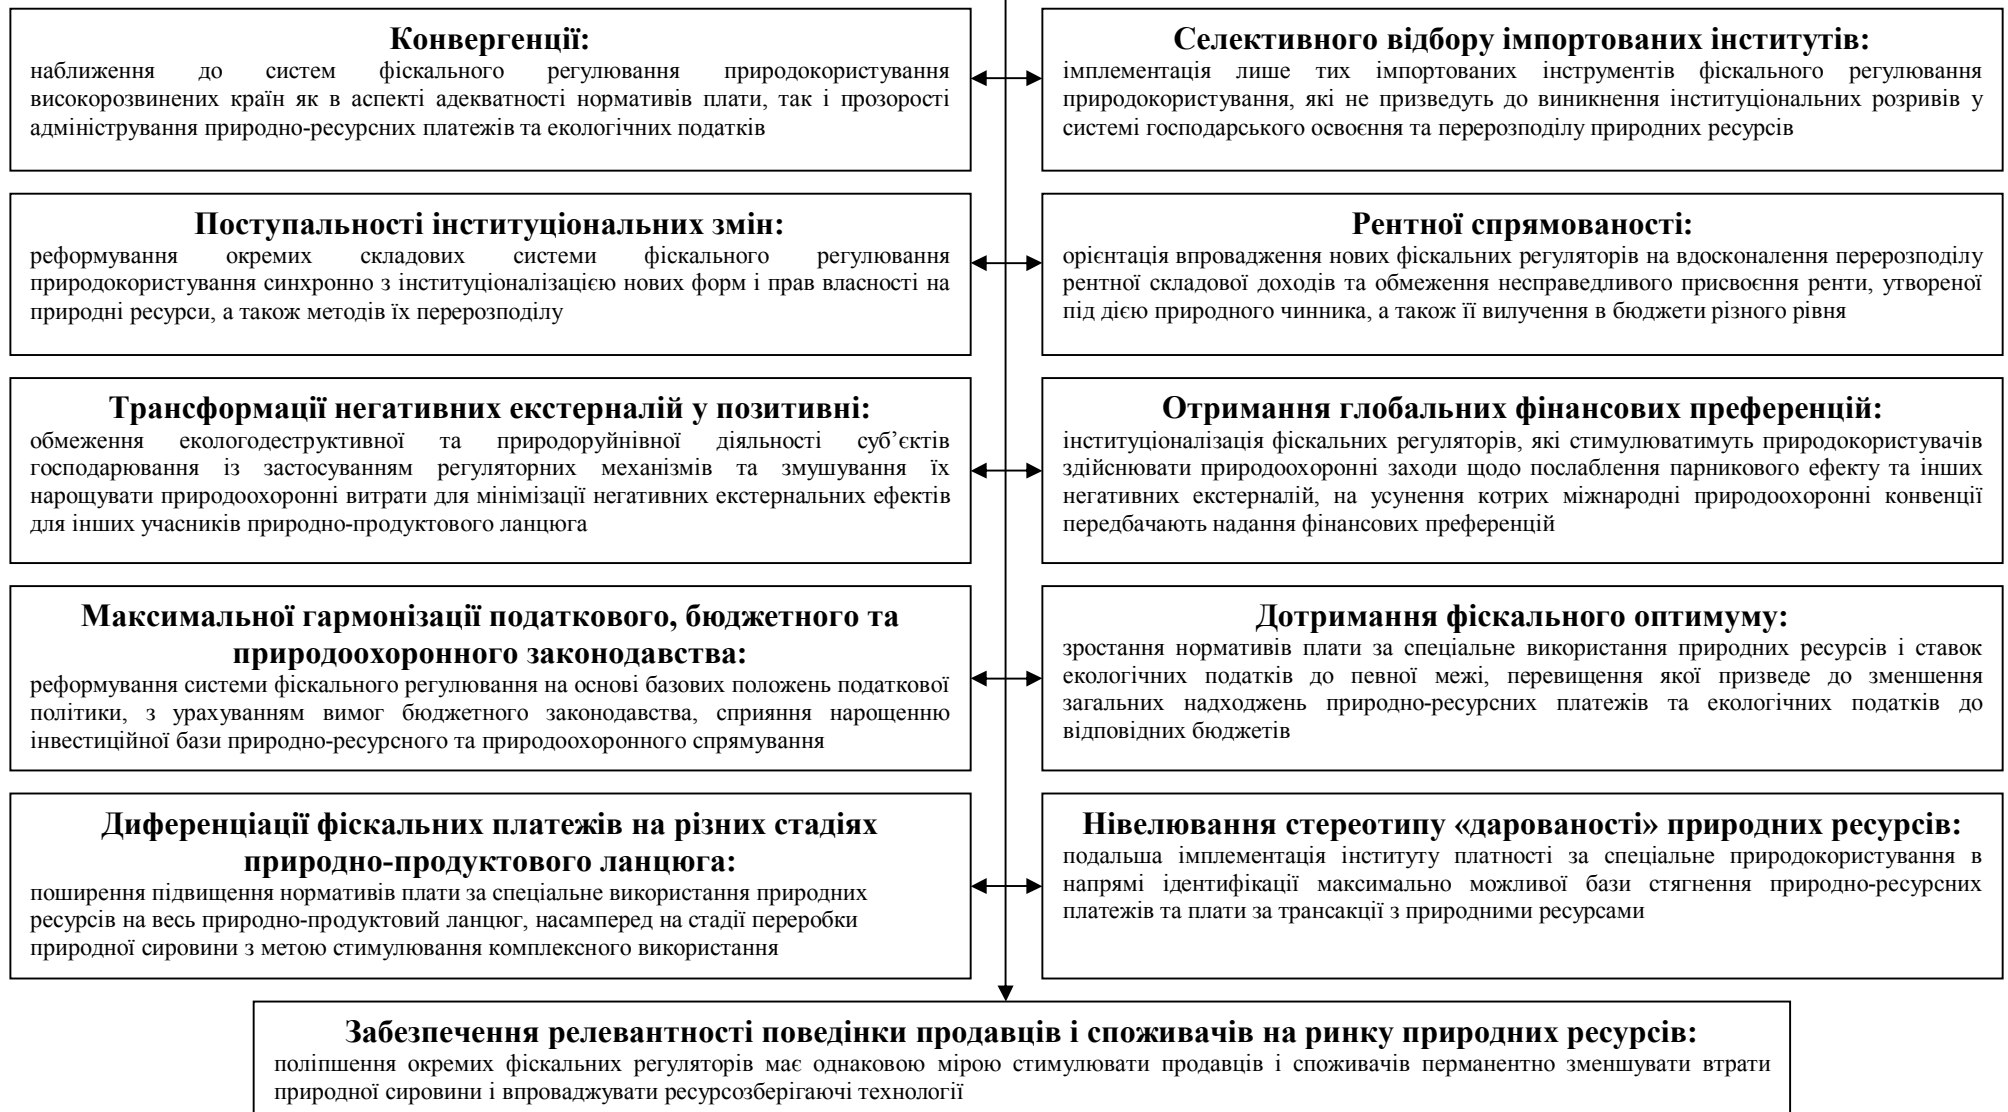 Конвергенції:
наближення до систем фіскального регулювання природокористування
високорозвинених країн як в аспекті адекватності нормативів плати, так і прозорості
адміністрування природно-ресурсних платежів та екологічних податків
Селективного відбору імпортованих інститутів:
імплементація лише тих імпортованих інструментів фіскального регулювання
природокористування, які не призведуть до виникнення інституціональних розривів у
системі господарського освоєння та перерозподілу природних ресурсів
Поступальності інституціональних змін:
реформування окремих складових системи фіскального регулювання
природокористування синхронно з інституціоналізацією нових форм і прав власності на
природні ресурси, а також методів їх перерозподілу
Рентної спрямованості:
орієнтація впровадження нових фіскальних регуляторів на вдосконалення перерозподілу
рентної складової доходів та обмеження несправедливого присвоєння ренти, утвореної
під дією природного чинника, а також її вилучення в бюджети різного рівня
Трансформації негативних екстерналій у позитивні:
обмеження екологодеструктивної та природоруйнівної діяльності суб’єктів
господарювання із застосуванням регуляторних механізмів та змушування їх
нарощувати природоохоронні витрати для мінімізації негативних екстернальних ефектів
для інших учасників природно-продуктового ланцюга
Отримання глобальних фінансових преференцій:
інституціоналізація фіскальних регуляторів, які стимулюватимуть природокористувачів
здійснювати природоохоронні заходи щодо послаблення парникового ефекту та інших
негативних екстерналій, на усунення котрих міжнародні природоохоронні конвенції
передбачають надання фінансових преференцій
Максимальної гармонізації податкового, бюджетного та
природоохоронного законодавства:
реформування системи фіскального регулювання на основі базових положень податкової
політики, з урахуванням вимог бюджетного законодавства, сприяння нарощенню
інвестиційної бази природно-ресурсного та природоохоронного спрямування
Дотримання фіскального оптимуму:
зростання нормативів плати за спеціальне використання природних ресурсів і ставок
екологічних податків до певної межі, перевищення якої призведе до зменшення
загальних надходжень природно-ресурсних платежів та екологічних податків до
відповідних бюджетів
Диференціації фіскальних платежів на різних стадіях
природно-продуктового ланцюга:
поширення підвищення нормативів плати за спеціальне використання природних
ресурсів на весь природно-продуктовий ланцюг, насамперед на стадії переробки
природної сировини з метою стимулювання комплексного використання
Нівелювання стереотипу «дарованості» природних ресурсів:
подальша імплементація інституту платності за спеціальне природокористування в
напрямі ідентифікації максимально можливої бази стягнення природно-ресурсних
платежів та плати за трансакції з природними ресурсами
Забезпечення релевантності поведінки продавців і споживачів на ринку природних ресурсів:
поліпшення окремих фіскальних регуляторів має однаковою мірою стимулювати продавців і споживачів перманентно зменшувати втрати
природної сировини і впроваджувати ресурсозберігаючі технології